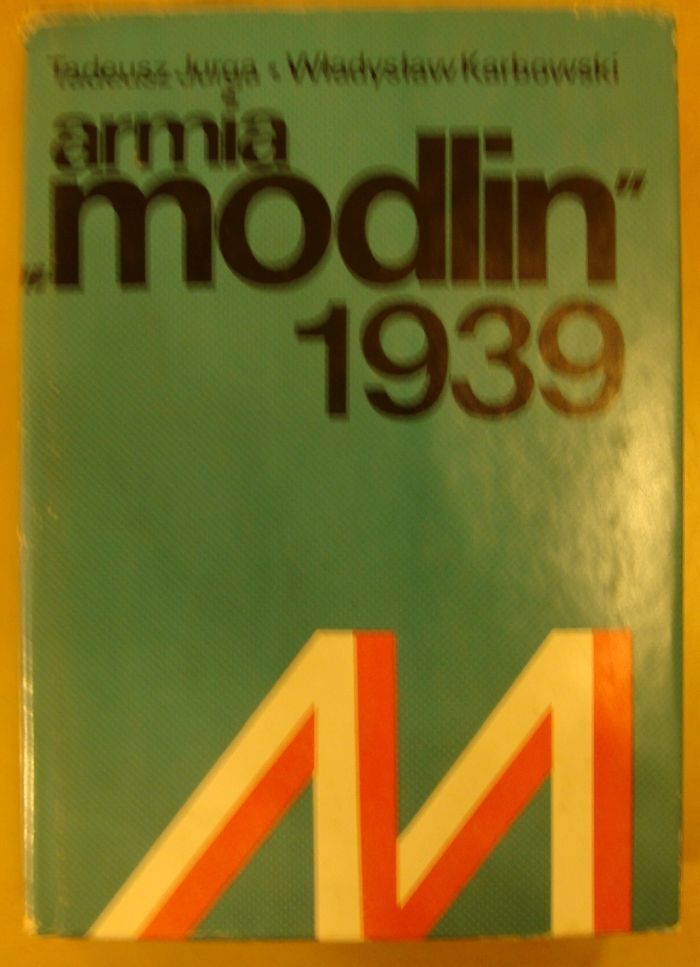 Tadeusz Jurga • Władysław Karbowski
armia
„modlin”
1939
M